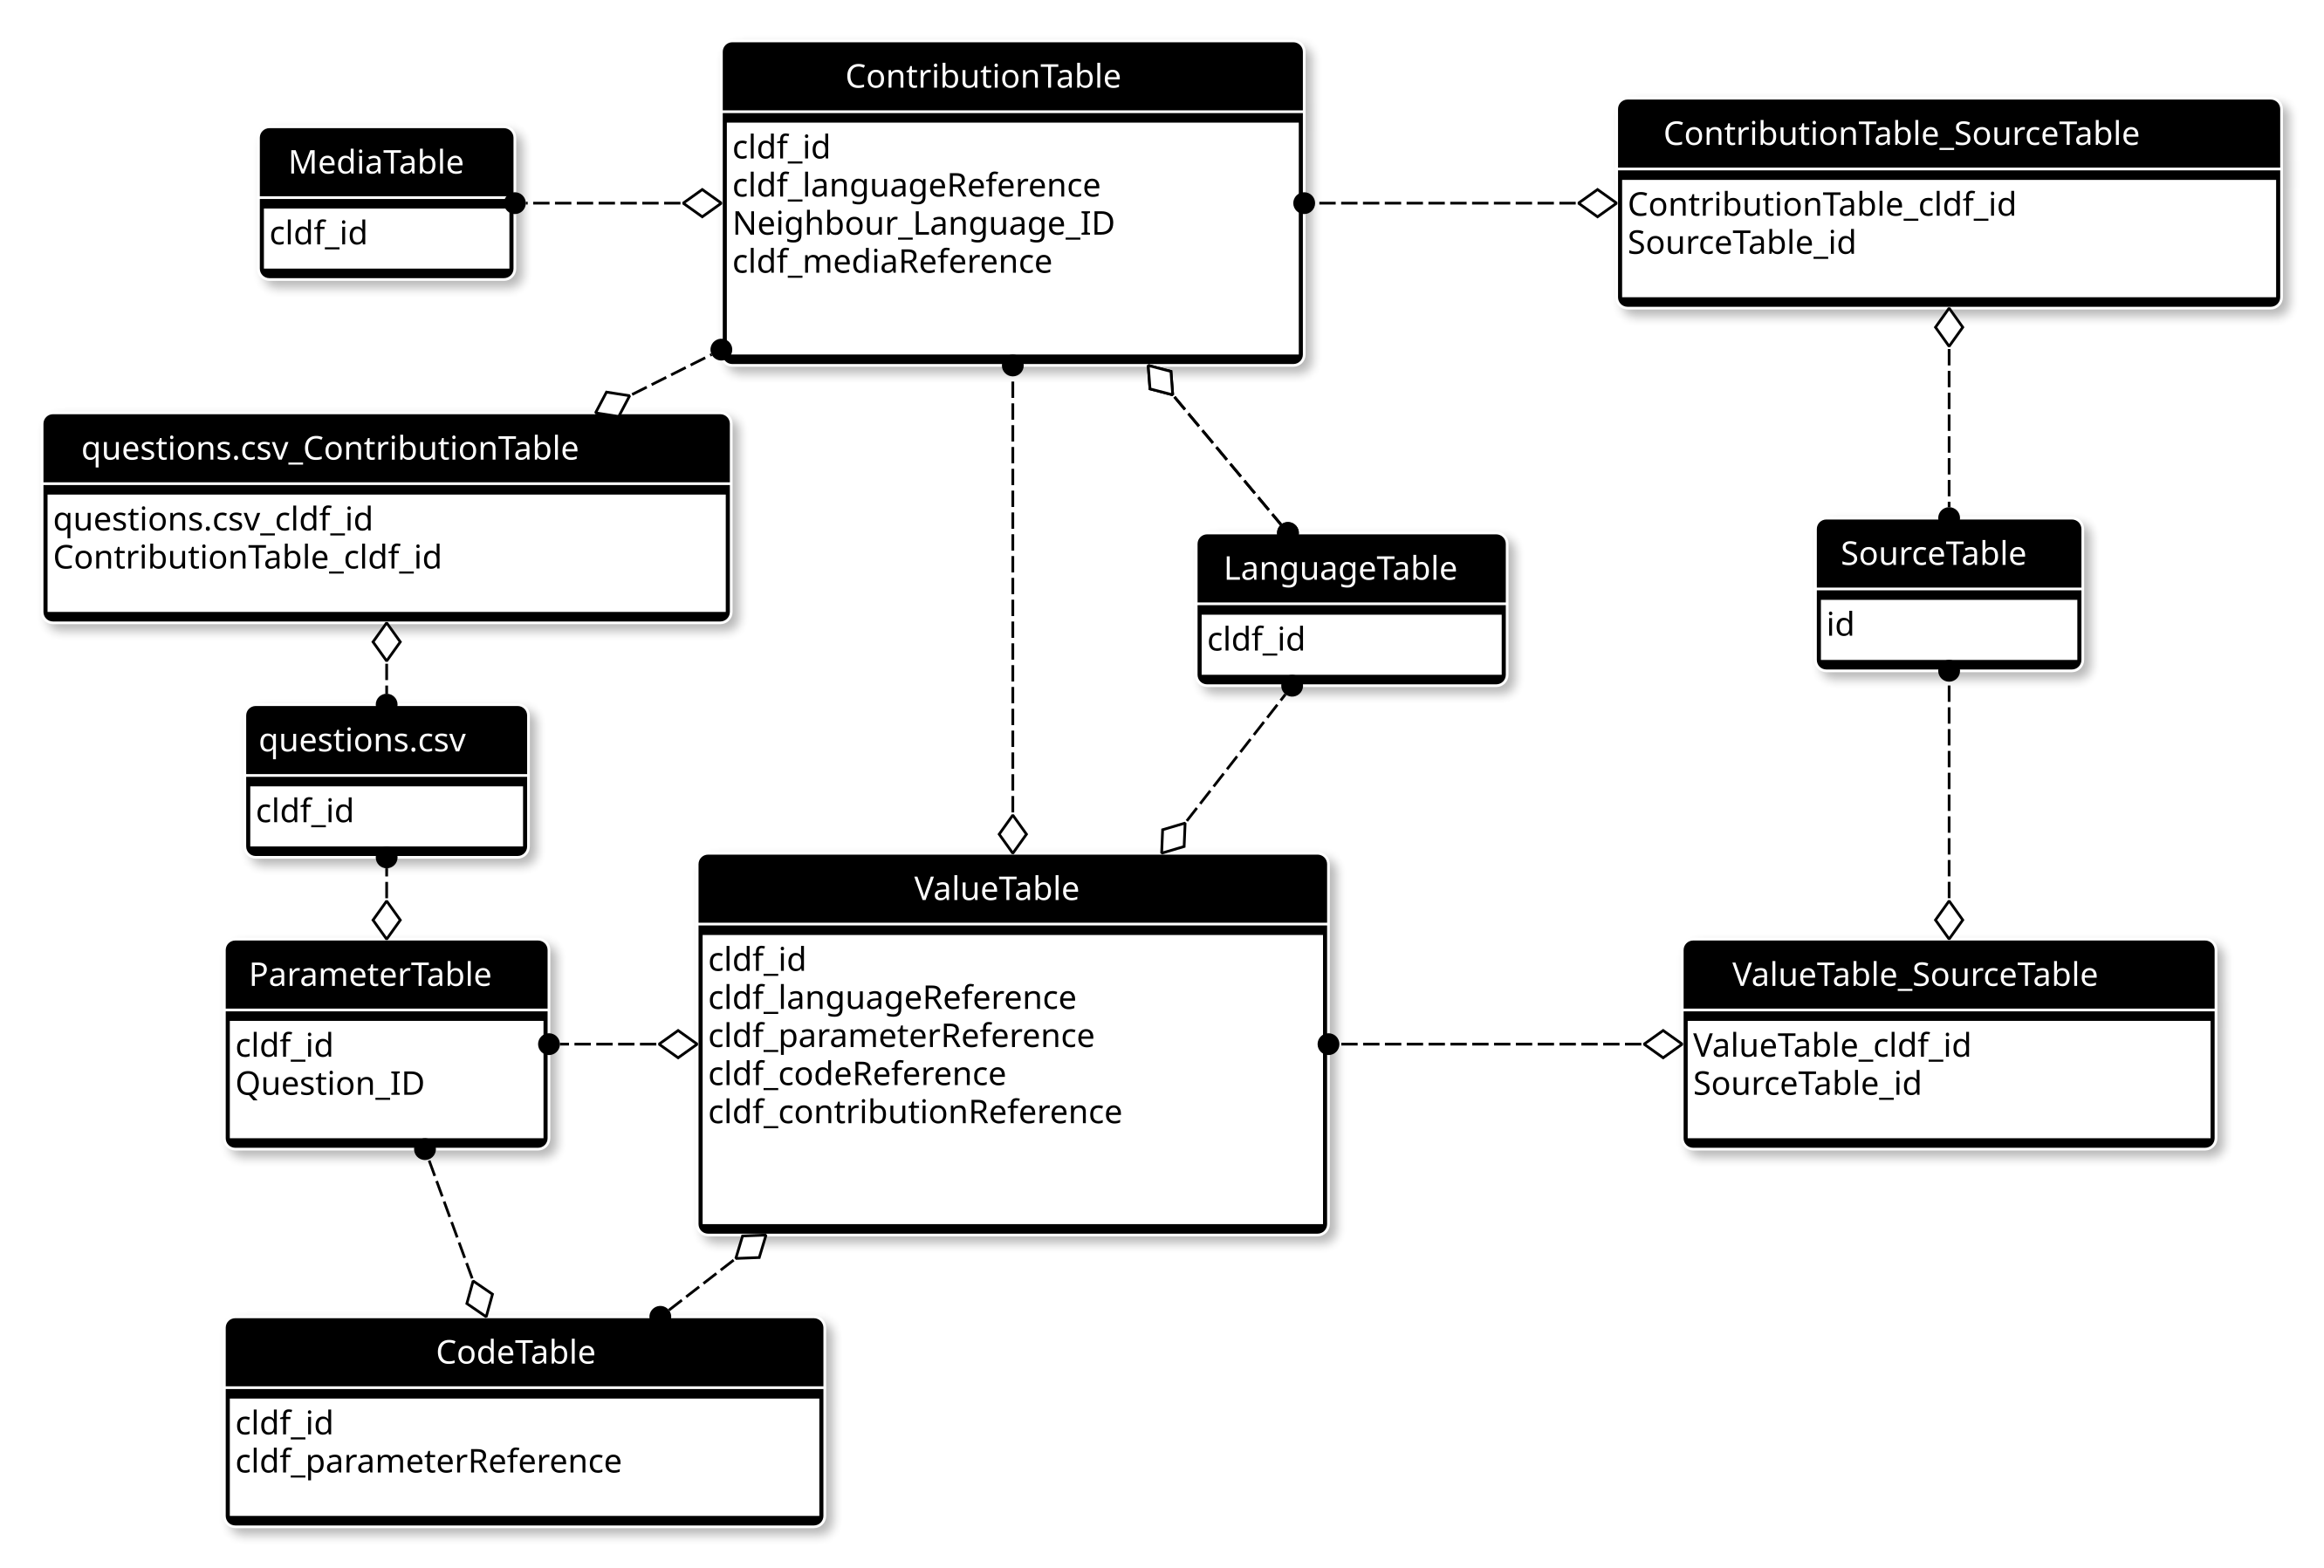 ContributionTable
cldf_id
cldf_languageReference
Neighbour_Language_ID
cldf_mediaReference
ContributionTable_SourceTable
ContributionTable_cldf_id
SourceTable_id
MediaTable
cldf_id
questions.csv_ContributionTable
questions.csv_cldf_id
ContributionTable_cldf_id
LanguageTable
cldf_id
SourceTable
id
questions.csv
cldf_id
ValueTable
cldf_id
cldf_languageReference
cldf_parameterReference
cldf_codeReference
cldf_contributionReference
ParameterTable
cldf_id
Question_ID
ValueTable_SourceTable
ValueTable_cldf_id
SourceTable_id
CodeTable
cldf_id
cldf_parameterReference